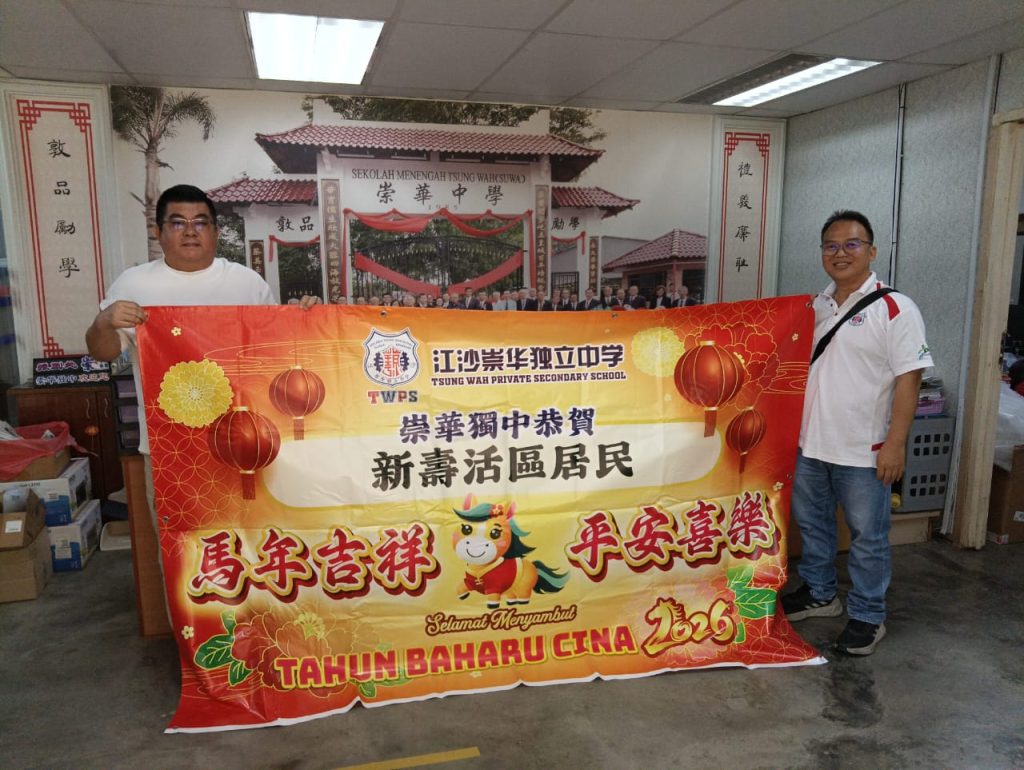 敦品勵學
SEKOLAH MENENGAH TSUNG WAH(SUWA)
崇華中學
1925
敦品
勵學
禮義廉恥
江沙崇华独立中学
TSUNG WAH PRIVATE SECONDARY SCHOOL
TWPS
崇華獨中恭賀
新壽活區居民
馬年吉祥
平安喜樂
Selamat Menyambut
TAHUN BAHARU CINA 2026